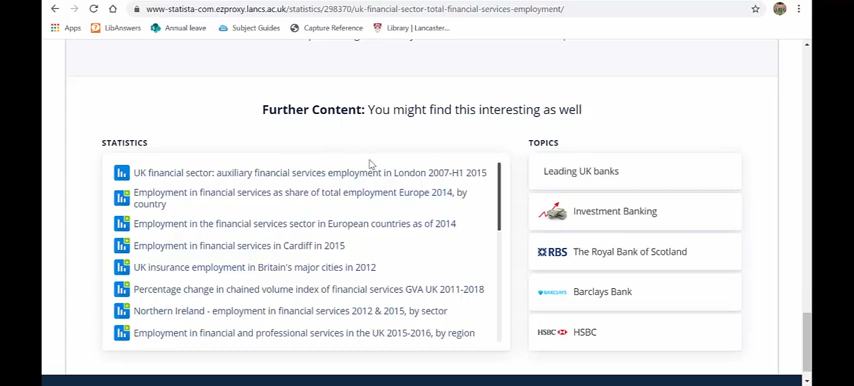 www-statista-com.ezproxy.lancs.ac.uk/statistics/298370/uk-financial-sector-total-financial-services-employment/
Apps LibAnswers Annual leave Subject Guides Capture Reference Library | Lancaster...
Further Content: You might find this interesting as well
STATISTICS
UK financial sector: auxiliary financial services employment in London 2007-H1 2015
Employment in financial services as share of total employment Europe 2014, by
country
Employment in the financial services sector in European countries as of 2014
Employment in financial services in Cardiff in 2015
UK insurance employment in Britain's major cities in 2012
Percentage change in chained volume index of financial services GVA UK 2011-2018
Northern Ireland - employment in financial services 2012 & 2015, by sector
Employment in financial and professional services in the UK 2015-2016, by region
TOPICS
Leading UK banks
Investment Banking
RBS The Royal Bank of Scotland
BARCLAYS Barclays Bank
HSBC HSBC